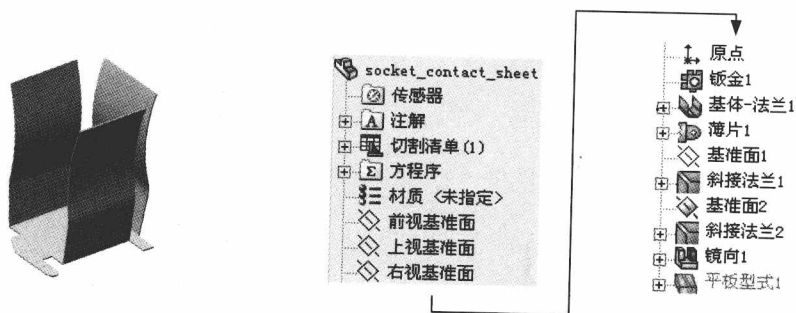 socket_contact_sheet
传感器
注解
切割清单(1)
方程序
材质 <未指定>
前视基准面
上视基准面
右视基准面
原点
钣金1
基体-法兰1
薄片1
基准面1
斜接法兰1
基准面2
斜接法兰2
镜向1
平板型式1